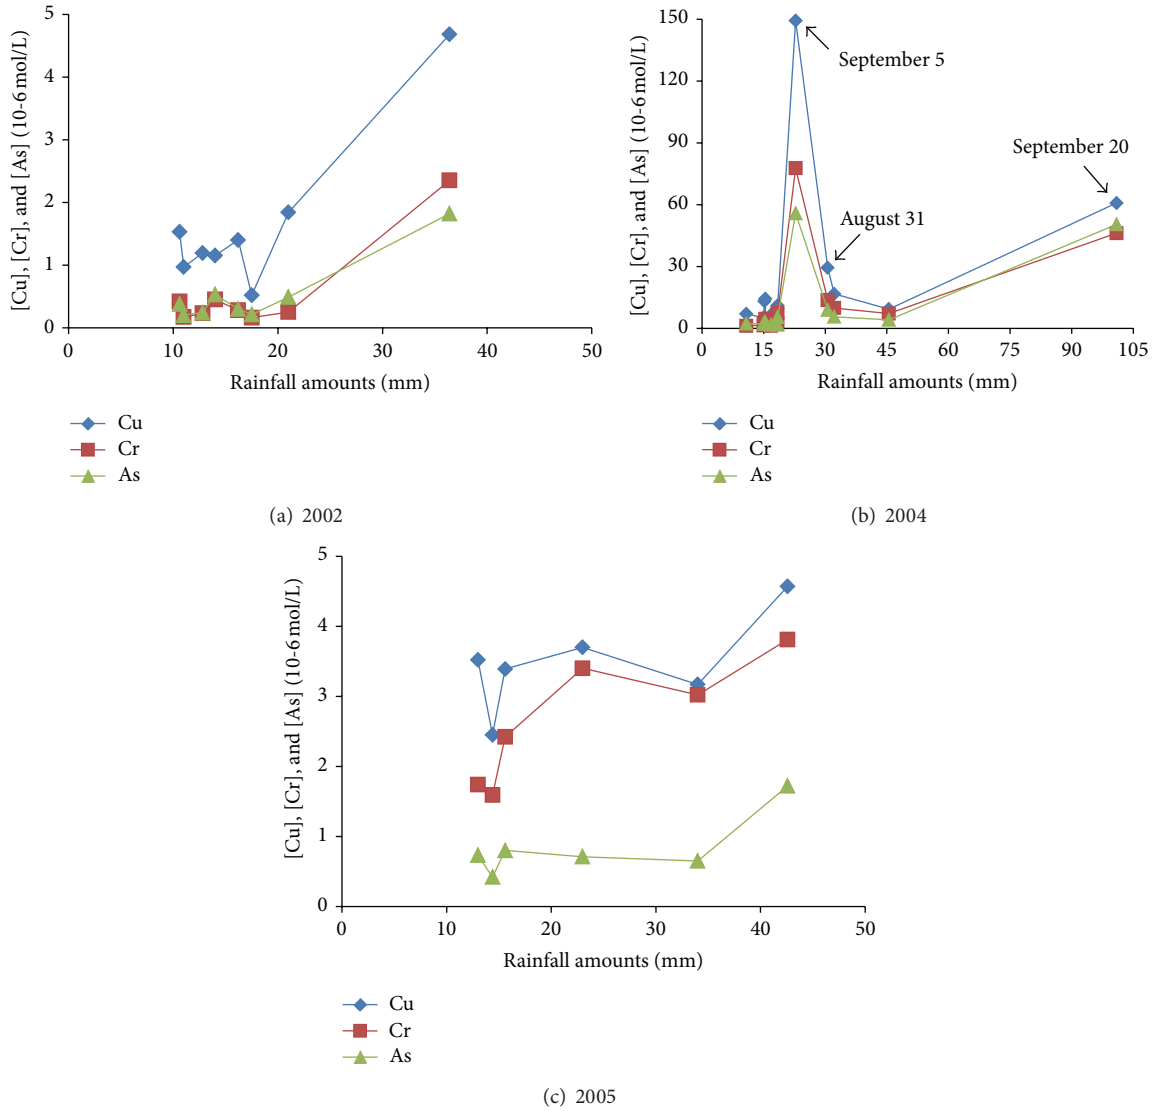 [Cu], [Cr], and [As] (10-6 mol/L)
5
4
3
2
1
0
0 10 20 30 40 50
Rainfall amounts (mm)
Cu
Cr
As
(a) 2002
[Cu], [Cr], and [As] (10-6 mol/L)
150
120
90
60
30
0
September 5
September 20
August 31
0 15 30 45 60 75 90 105
Rainfall amounts (mm)
Cu
Cr
As
(b) 2004
[Cu], [Cr], and [As] (10-6 mol/L)
5
4
3
2
1
0
0 10 20 30 40 50
Rainfall amounts (mm)
Cu
Cr
As
(c) 2005